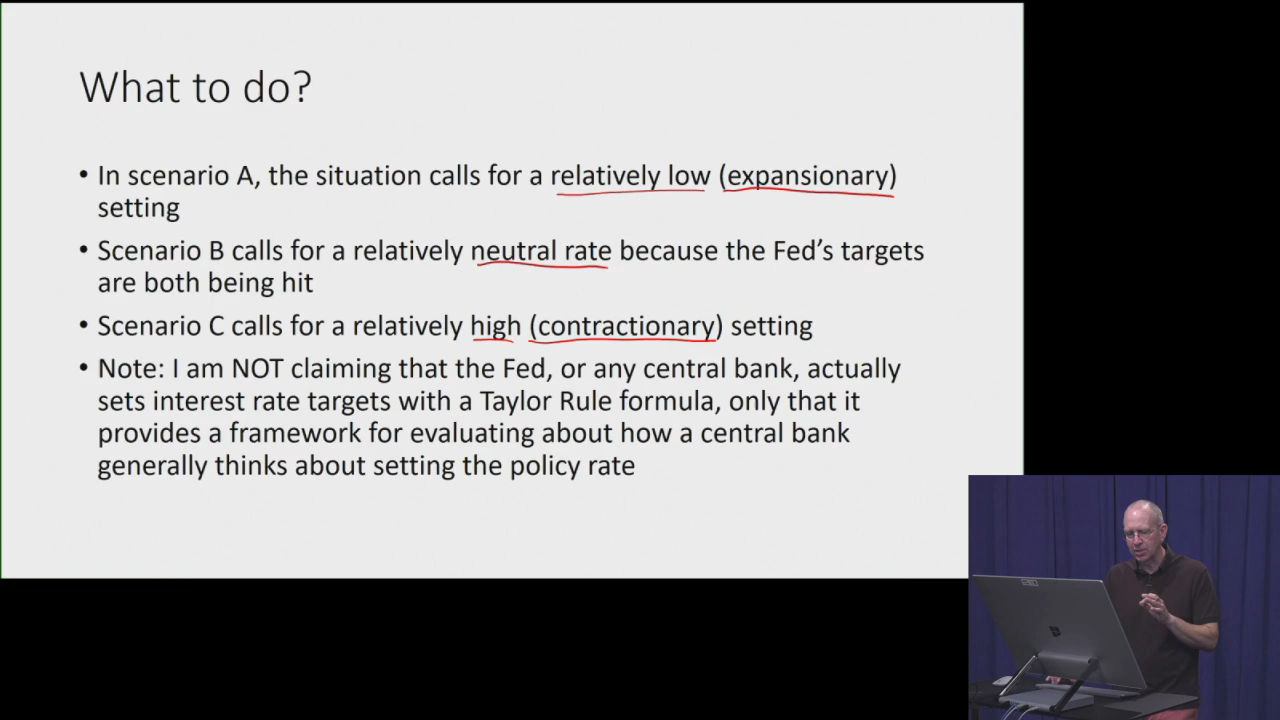 What to do?
• In scenario A, the situation calls for a relatively low (expansionary)
setting
• Scenario B calls for a relatively neutral rate because the Fed’s targets
are both being hit
• Scenario C calls for a relatively high (contractionary) setting
• Note: I am NOT claiming that the Fed, or any central bank, actually
sets interest rate targets with a Taylor Rule formula, only that it
provides a framework for evaluating about how a central bank
generally thinks about setting the policy rate